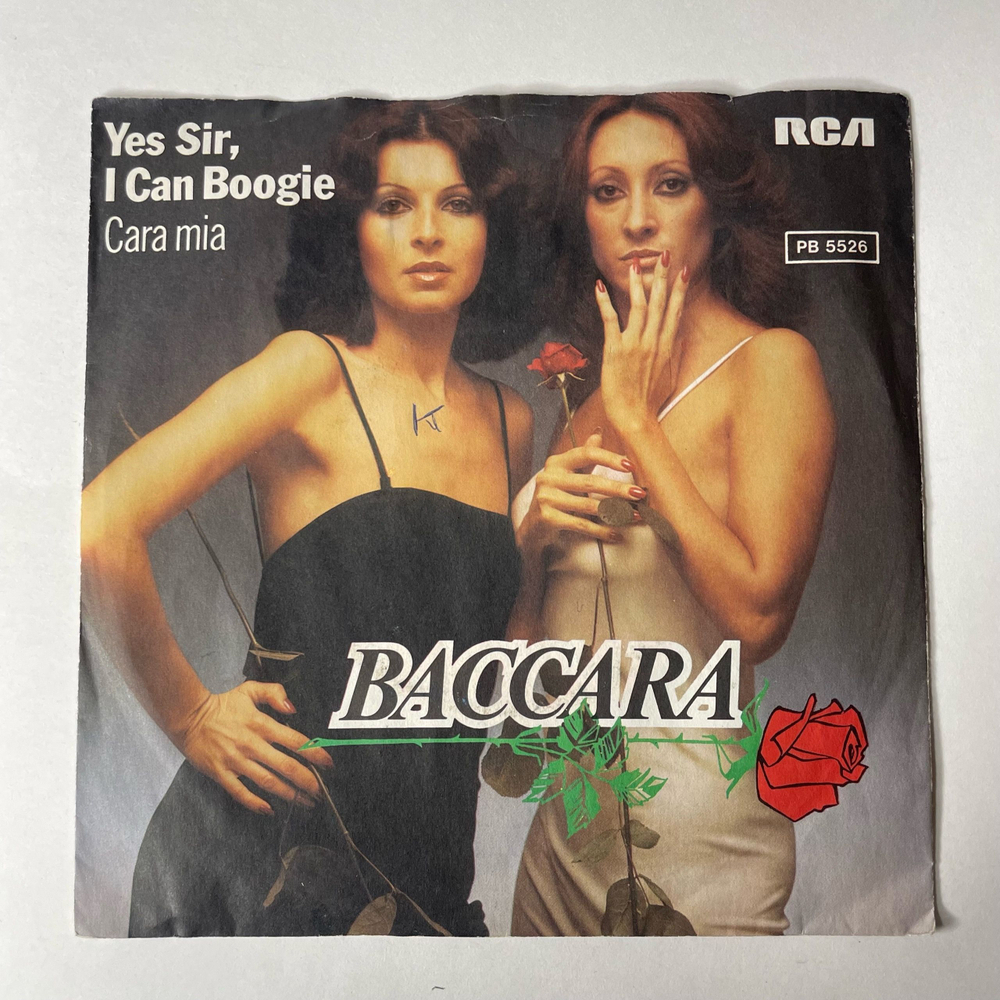 Yes Sir,
I Can Boogie
Cara mia
RCA
PB 5526
BACCARA